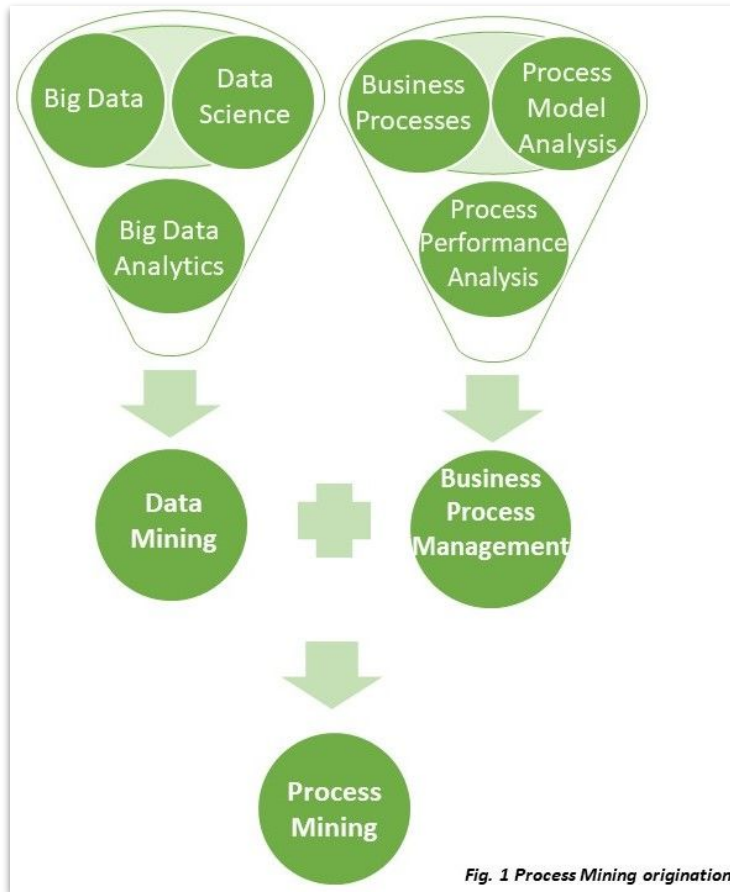 Big Data
Data
Science
Big Data
Analytics
Business
Processes
Process
Model
Analysis
Process
Performance
Analysis
Data
Mining
Business
Process
Management
Process
Mining
Fig. 1 Process Mining origination